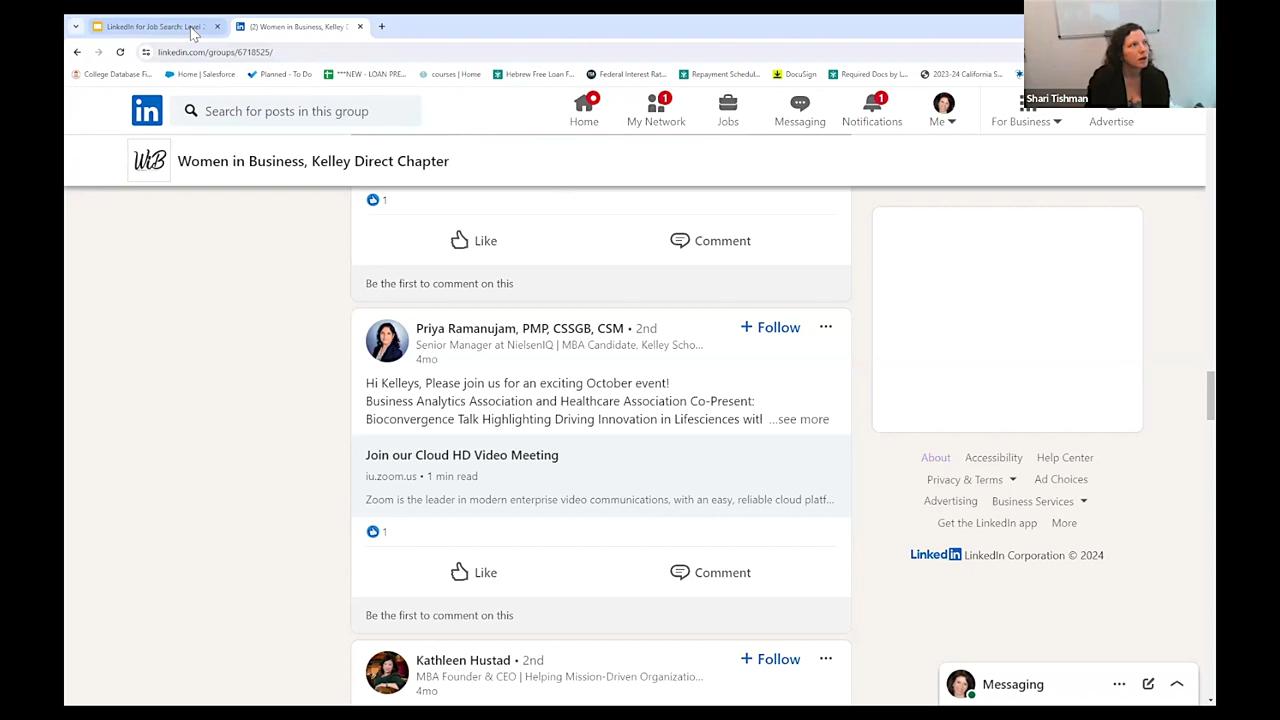 LinkedIn for Job Search: Level 2
(2) Women in Business, Kelley D
linkedin.com/groups/6718525/
College Database Fi...
Home | Salesforce
Planned - To Do
***NEW - LOAN PRE...
courses | Home
Hebrew Free Loan F...
Federal Interest Rat...
Repayment Schedul...
DocuSign
Required Docs by L...
2023-24 California S...
Shari Tishman
in
Search for posts in this group
Home
1
My Network
Jobs
Messaging
1
Notifications
Me
For Business
Advertise
WiB
Women in Business, Kelley Direct Chapter
1
Like
Comment
Be the first to comment on this
Priya Ramanujam, PMP, CSSGB, CSM • 2nd
+ Follow
Senior Manager at NielsenIQ | MBA Candidate, Kelley Scho...
4mo
Hi Kelleys, Please join us for an exciting October event!
Business Analytics Association and Healthcare Association Co-Present:
Bioconvergence Talk Highlighting Driving Innovation in Lifesciences witl ...see more
Join our Cloud HD Video Meeting
iu.zoom.us • 1 min read
Zoom is the leader in modern enterprise video communications, with an easy, reliable cloud platf...
1
Like
Comment
Be the first to comment on this
Kathleen Hustad • 2nd
+ Follow
MBA Founder & CEO | Helping Mission-Driven Organizatio...
4mo
About Accessibility Help Center
Privacy & Terms Ad Choices
Advertising Business Services
Get the LinkedIn app More
LinkedIn LinkedIn Corporation © 2024
Messaging